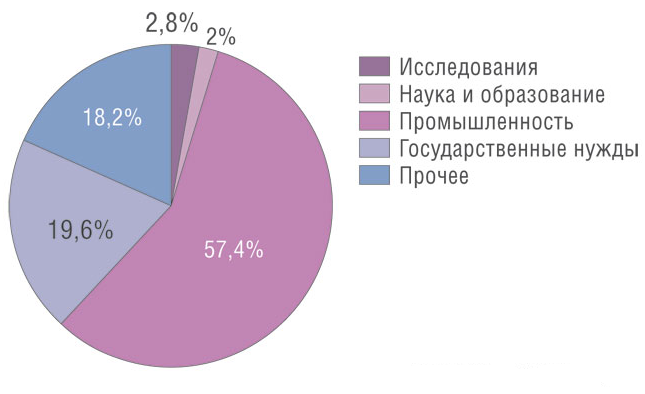 2,8%
2%
18,2%
19,6%
57,4%
Исследования
Наука и образование
Промышленность
Государственные нужды
Прочее